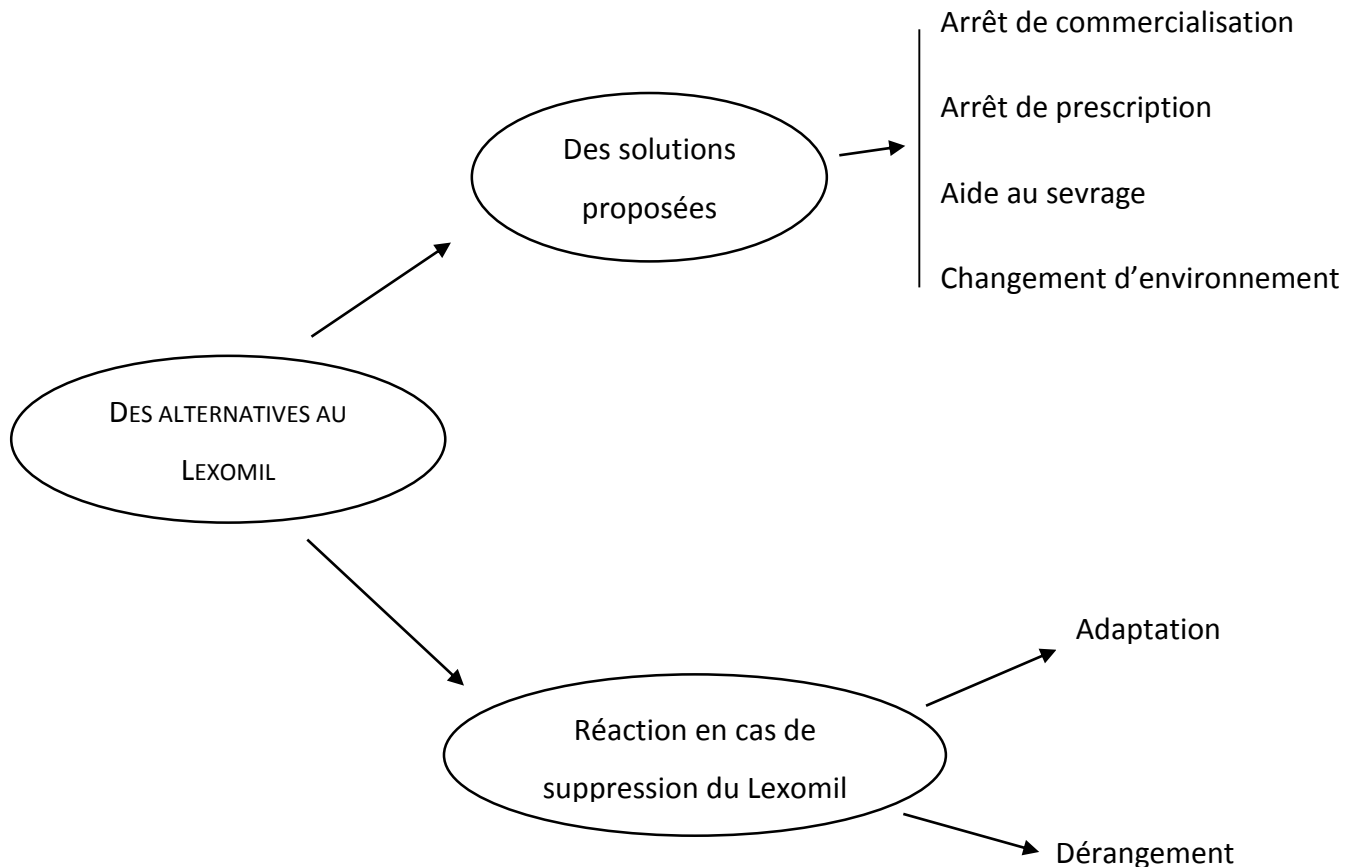 Arrêt de commercialisation
Arrêt de prescription
Des solutions
proposées
Aide au sevrage
Changement d’environnement
DES ALTERNATIVES AU
LEXOMIL
Adaptation
Réaction en cas de
suppression du Lexomil
Dérangement